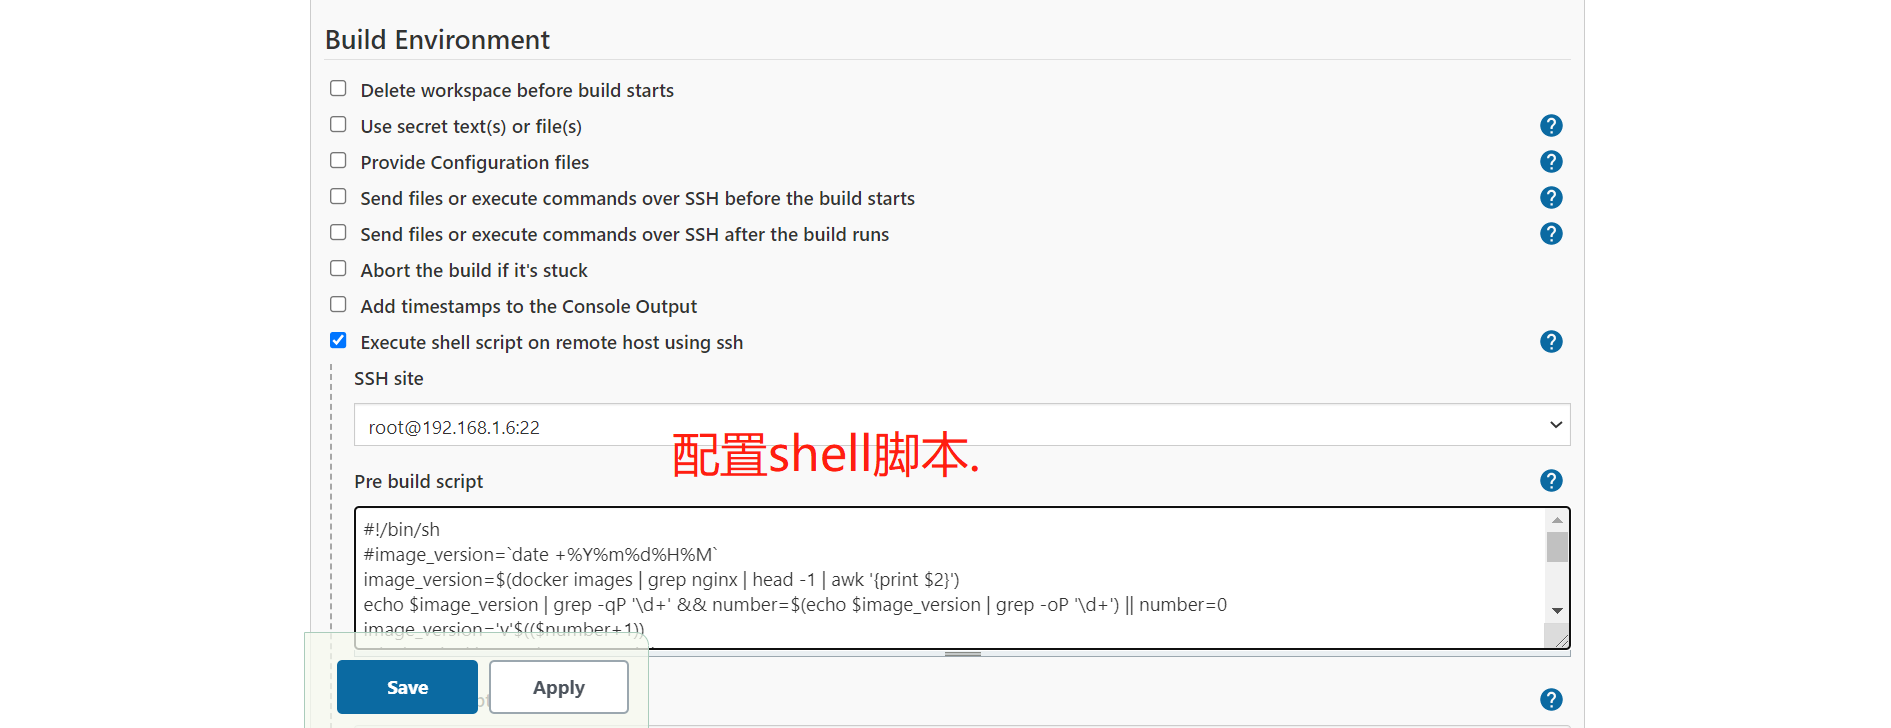 Build Environment
Delete workspace before build starts
Use secret text(s) or file(s)
Provide Configuration files
Send files or execute commands over SSH before the build starts
Send files or execute commands over SSH after the build runs
Abort the build if it's stuck
Add timestamps to the Console Output
Execute shell script on remote host using ssh
SSH site
root@192.168.1.6:22
配置shell脚本.
Pre build script
#!/bin/sh
#image_version=`date +%Y%m%d%H%M`
image_version=$(docker images | grep nginx | head -1 | awk '{print $2}')
echo $image_version | grep -qP '\d+' && number=$(echo $image_version | grep -oP '\d+') || number=0
image_version='v'$(($number+1))
Save
Apply